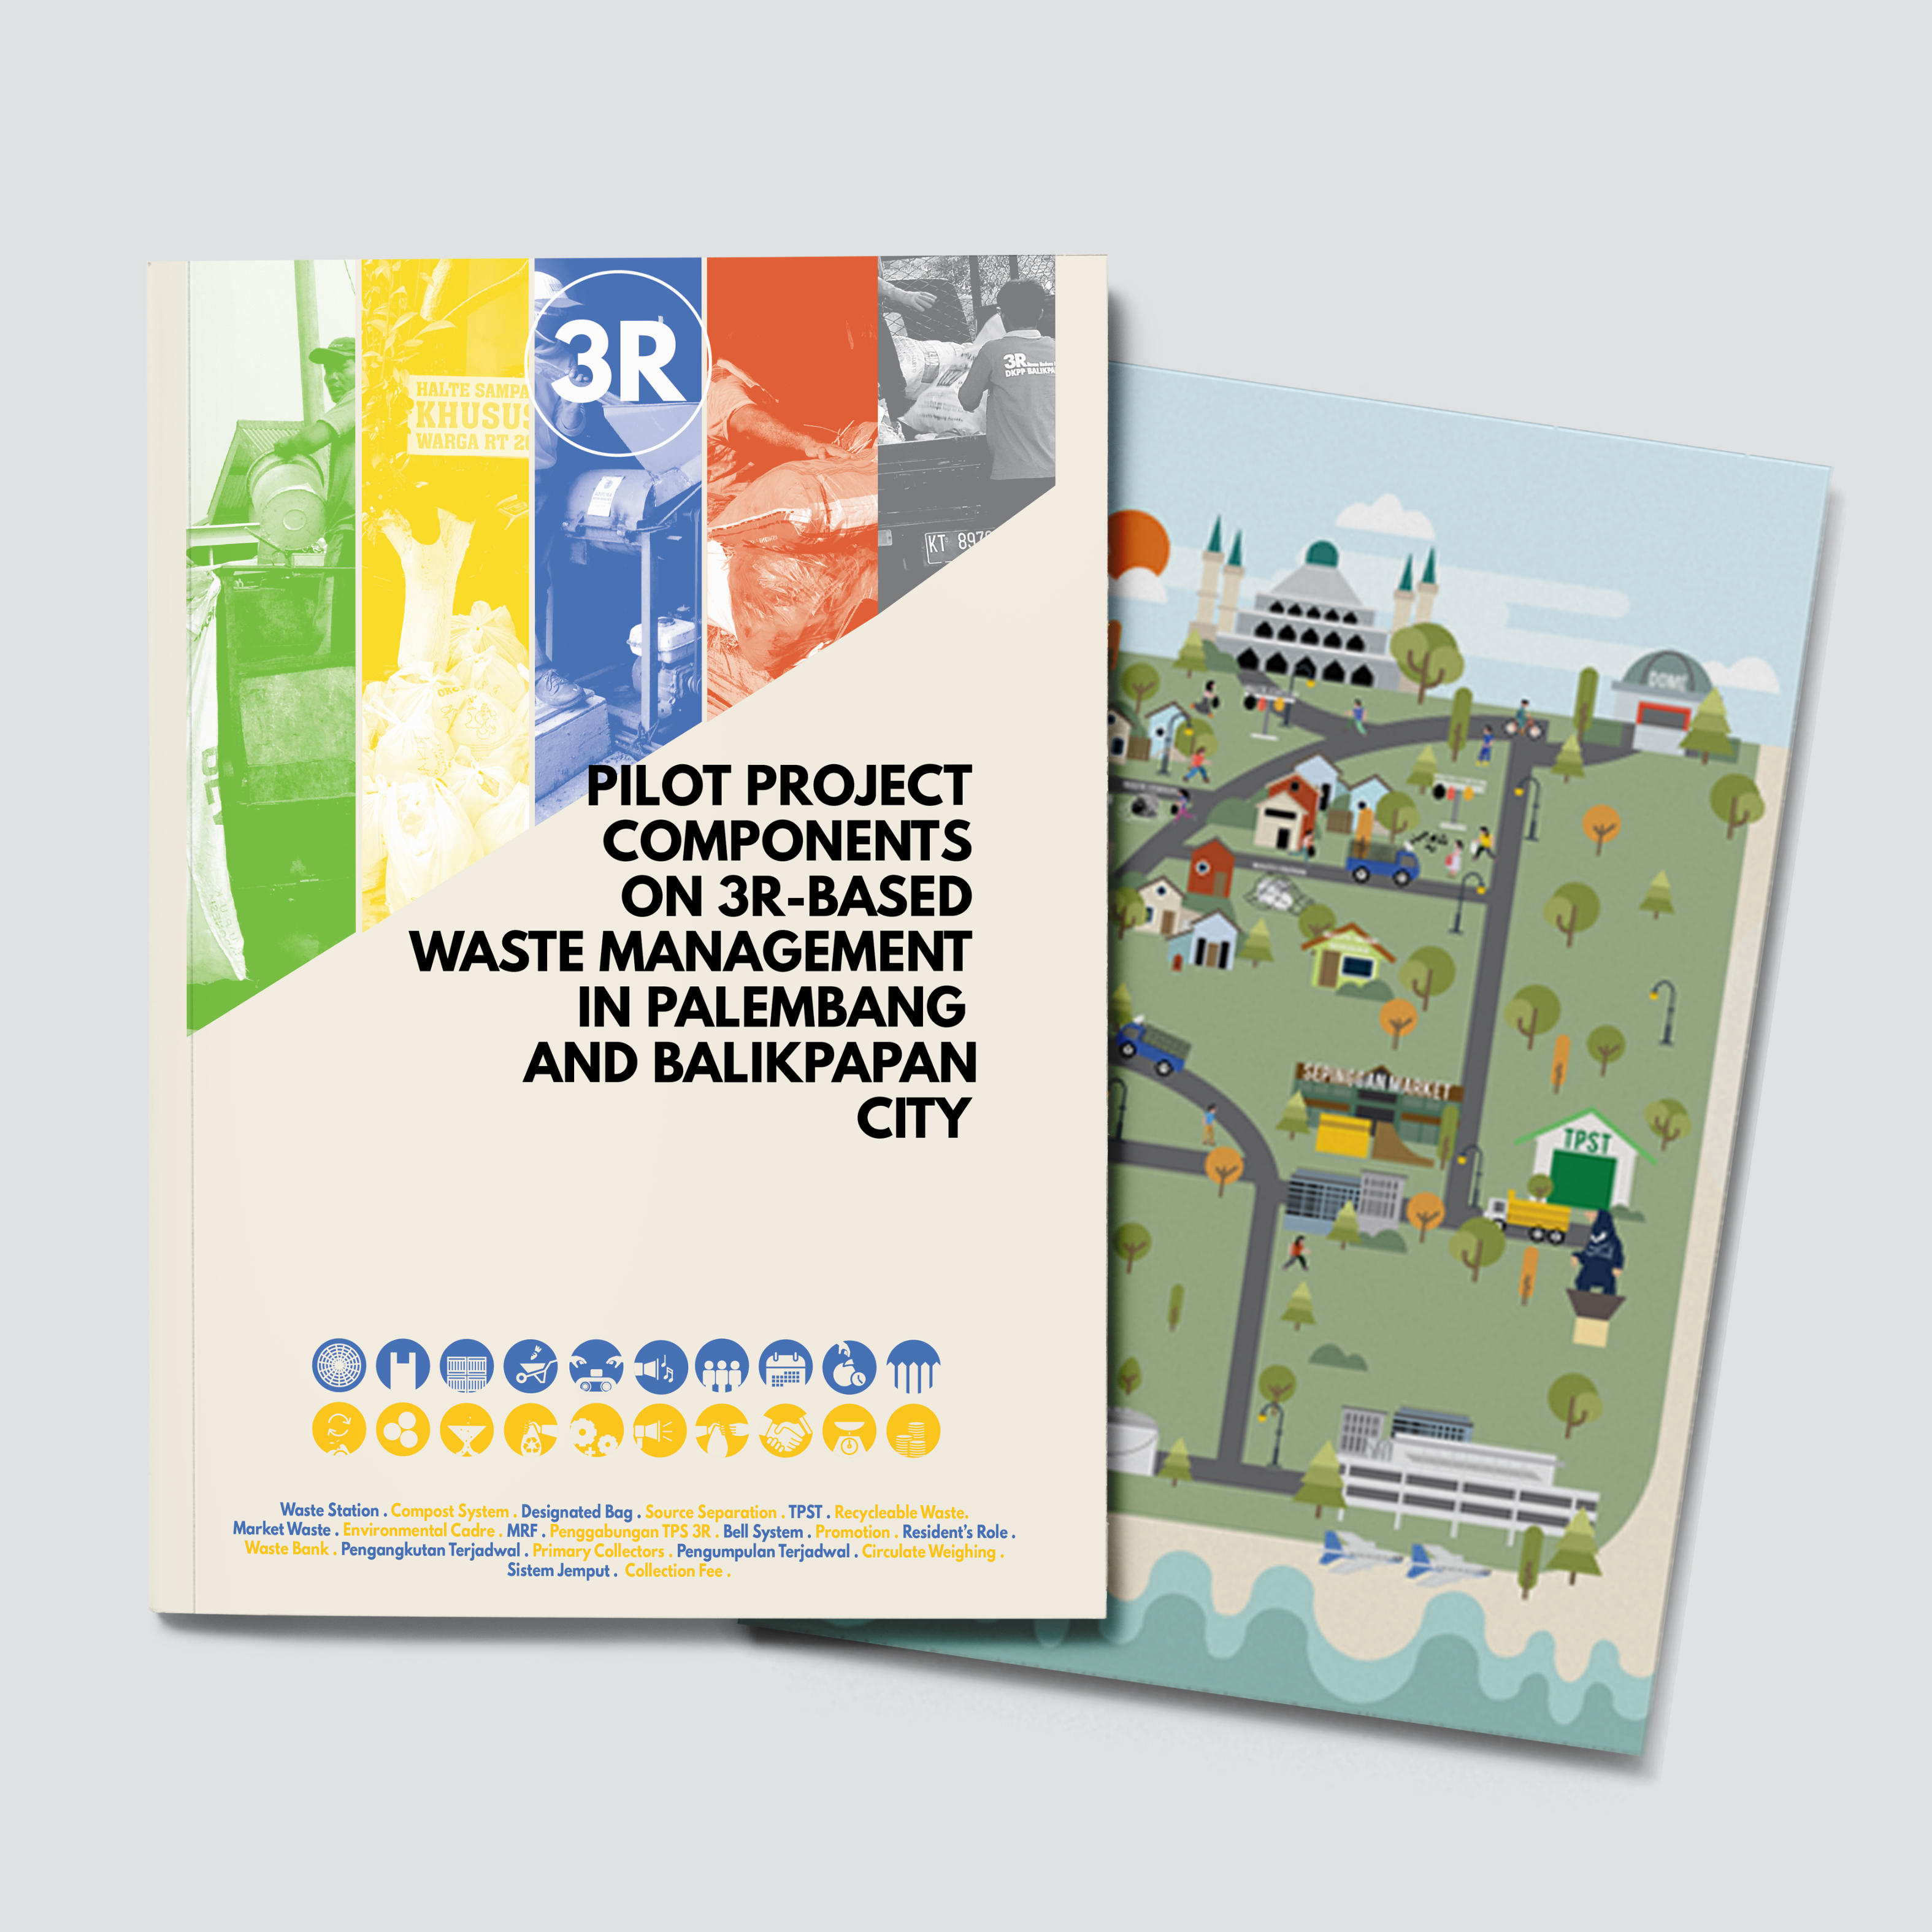 3R
HALTE SAMPA
KHUSUS
WARGA RT 20
3R
DKPP BALIKPA
KT 897
PILOT PROJECT
COMPONENTS
ON 3R-BASED
WASTE MANAGEMENT
IN PALEMBANG
AND BALIKPAPAN
CITY
Waste Station . Compost System . Designated Bag . Source Separation . TPST . Recycleable Waste.
Market Waste . Environmental Cadre . MRF . Penggabungan TPS 3R . Bell System . Promotion . Resident's Role .
Waste Bank . Pengangkutan Terjadwal . Primary Collectors . Pengumpulan Terjadwal . Circulate Weighing .
Sistem Jemput . Collection Fee .
DOME
SEPINGGAN MARKET
TPST